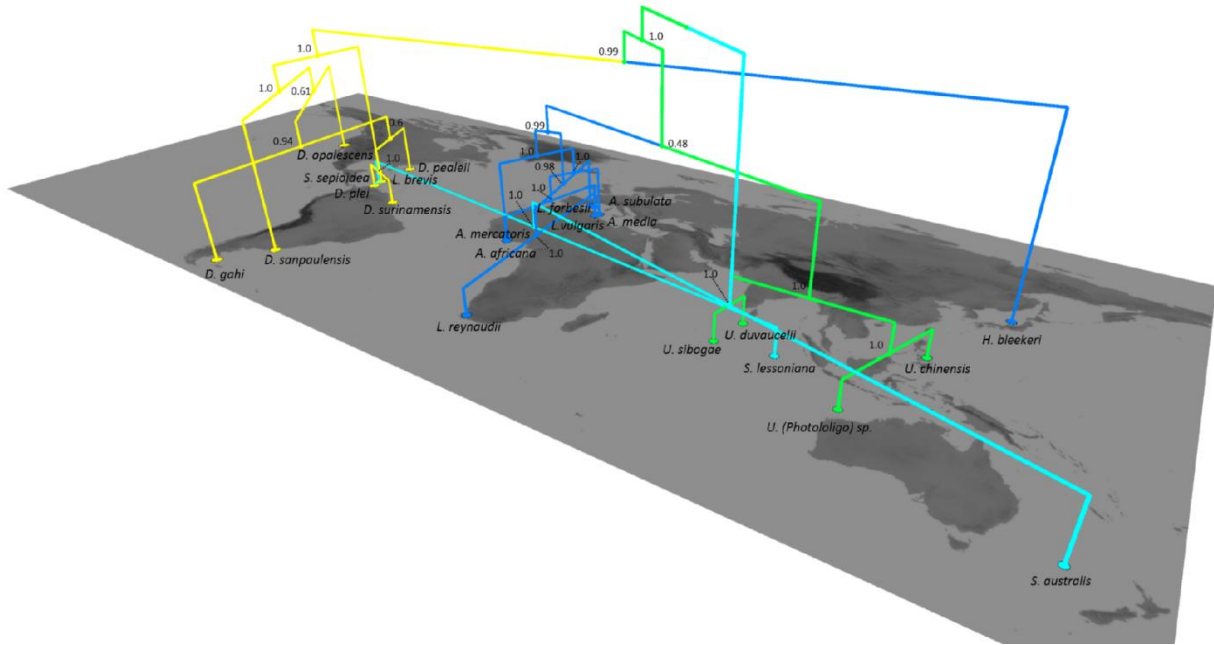 1.0
0.99
1.0
1.0
0.61
0.6
0.94
D. opalescens
1.0
D. pealeii
S. sepioidea
L. brevis
D. plei
D. surinamensis
D. gahi
D. sanpaulensis
0.99
0.48
1.0
1.0
0.98
1.0
1.0
L. forbesii
A. subulata
L.vulgaris
A. media
A. mercatoris
A. africana
1.0
L. reynaudii
1.0
1.0
U. duvaucelii
U. sibogae
S. lessoniana
1.0
H. bleekeri
U. chinensis
U. (Photololigo) sp.
S. australis